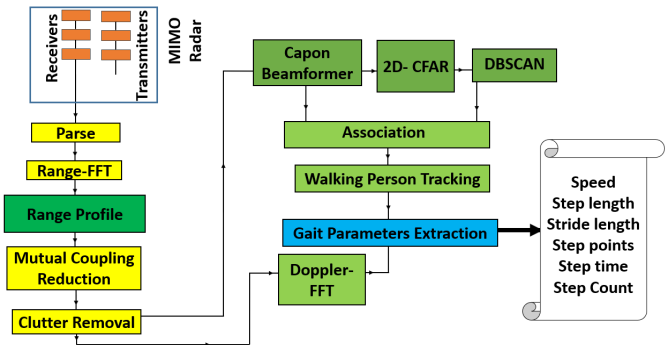 Receivers
Transmitters
MIMO
Radar
Parse
Range-FFT
Range Profile
Mutual Coupling
Reduction
Clutter Removal
Capon
Beamformer
2D- CFAR
DBSCAN
Association
Walking Person Tracking
Gait Parameters Extraction
Doppler-
FFT
Speed
Step length
Stride length
Step points
Step time
Step Count